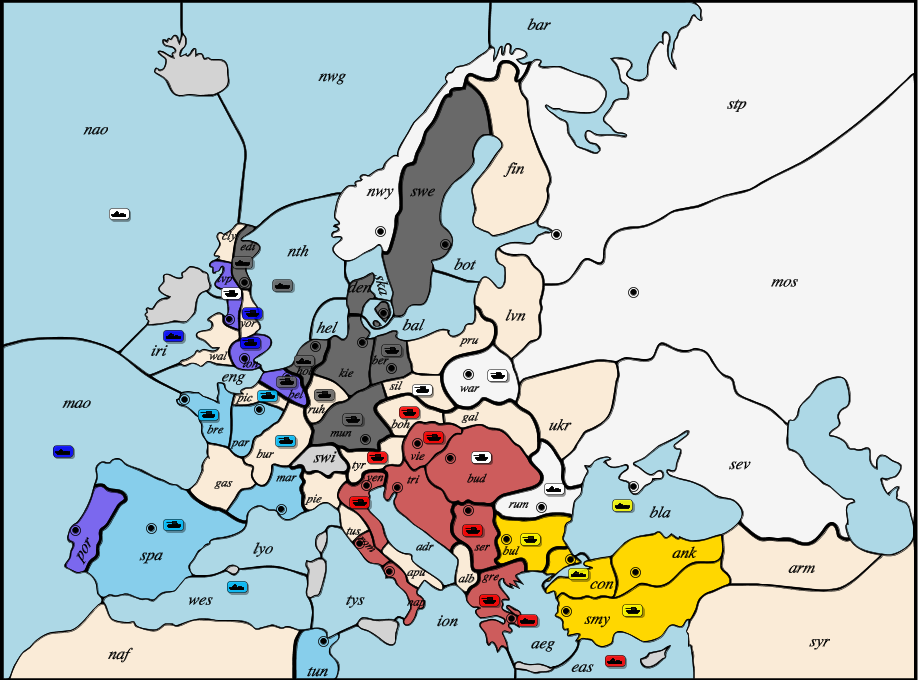 bar
nwg
stp
nao
fin
nwy
swe
cly
edi
nth
bot
lvp
mos
den
ska
lvn
yor
hel
bal
pru
iri
wal
lon
hol
ber
kie
war
eng
sil
mao
pic
bel
ruh
bre
boh
gal
ukr
par
mun
bur
vie
swi
tyr
sev
gas
mar
ven
tri
bud
pie
rum
bla
por
spa
lyo
tus
rom
adr
ser
bul
ank
apu
alb
gre
con
arm
wes
tys
nap
ion
smy
aeg
syr
naf
tun
eas